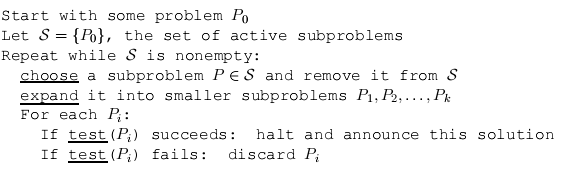 Start with some problem P₀
Let 𝒮 = {P₀}, the set of active subproblems
Repeat while 𝒮 is nonempty:
choose a subproblem P ∈ 𝒮 and remove it from 𝒮
expand it into smaller subproblems P₁, P₂, ..., Pₖ
For each Pᵢ:
If test(Pᵢ) succeeds: halt and announce this solution
If test(Pᵢ) fails: discard Pᵢ